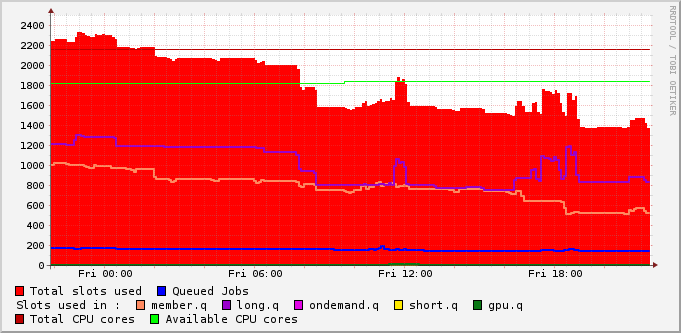 RRDTOOL / TOBI OETIKER
2400
2200
2000
1800
1600
1400
1200
1000
800
600
400
200
0
Fri 00:00 Fri 06:00 Fri 12:00 Fri 18:00
Total slots used Queued Jobs
Slots used in : member.q long.q ondemand.q short.q gpu.q
Total CPU cores Available CPU cores